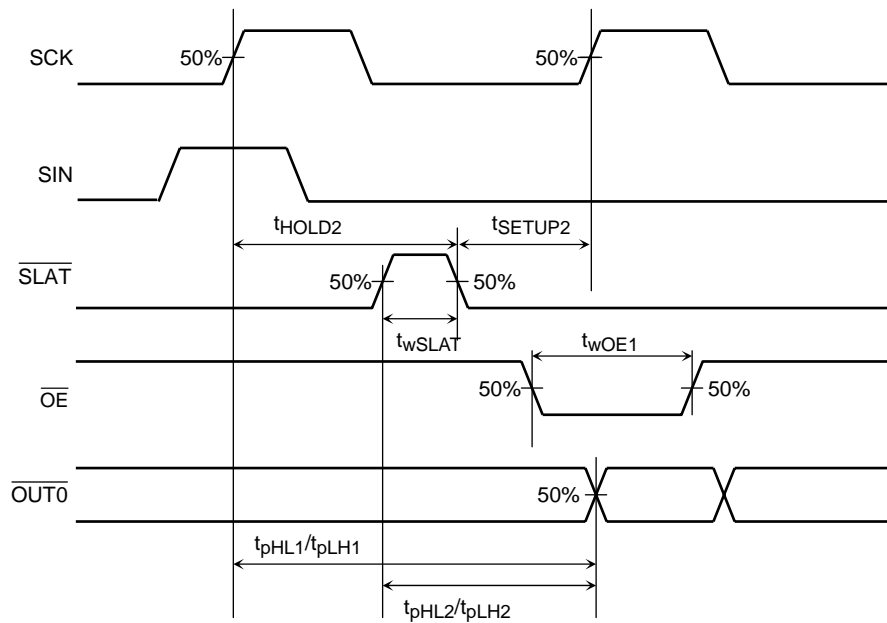 SCK
50%
50%
SIN
tHOLD2
tSETUP2
SLAT
50%
50%
twSLAT
twOE1
OE
50%
50%
OUT0
50%
tpHL1/tpLH1
tpHL2/tpLH2